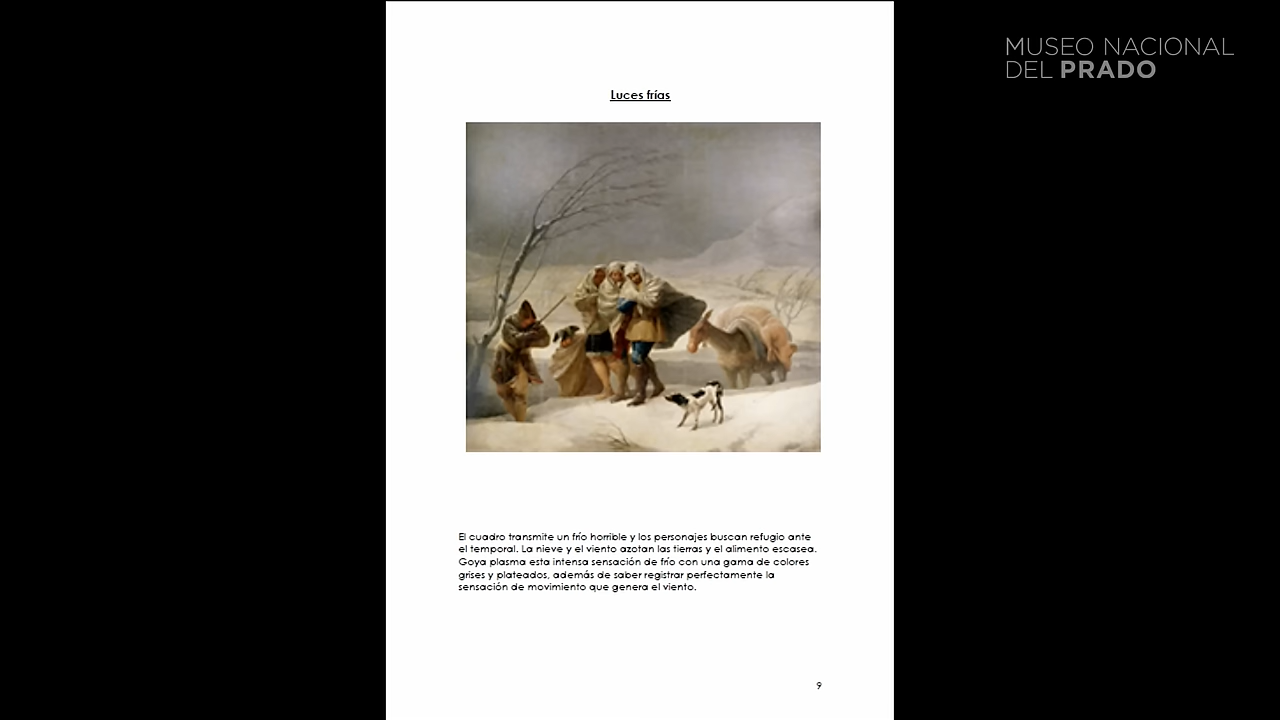 MUSEO NACIONAL
DEL PRADO
Luces frías
El cuadro transmite un frío horrible y los personajes buscan refugio ante
el temporal. La nieve y el viento azotan las tierras y el alimento escasea.
Goya plasma esta intensa sensación de frío con una gama de colores
grises y plateados, además de saber registrar perfectamente la
sensación de movimiento que genera el viento.
9